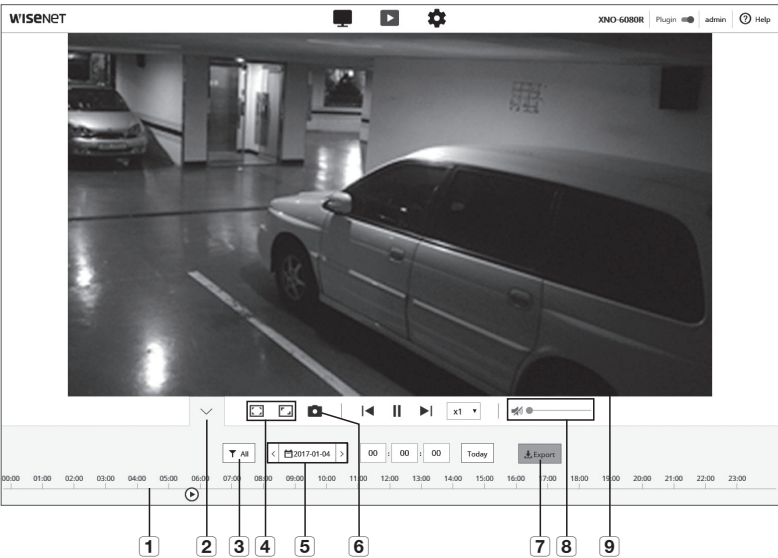 WISENET
XNO-6080R Plugin admin ? Help
x1
All 2017-01-04 00 : 00 : 00 Today Export
00:00 01:00 02:00 03:00 04:00 05:00 06:00 07:00 08:00 09:00 10:00 11:00 12:00 13:00 14:00 15:00 16:00 17:00 18:00 19:00 20:00 21:00 22:00 23:00
1 2 3 4 5 6 7 8 9